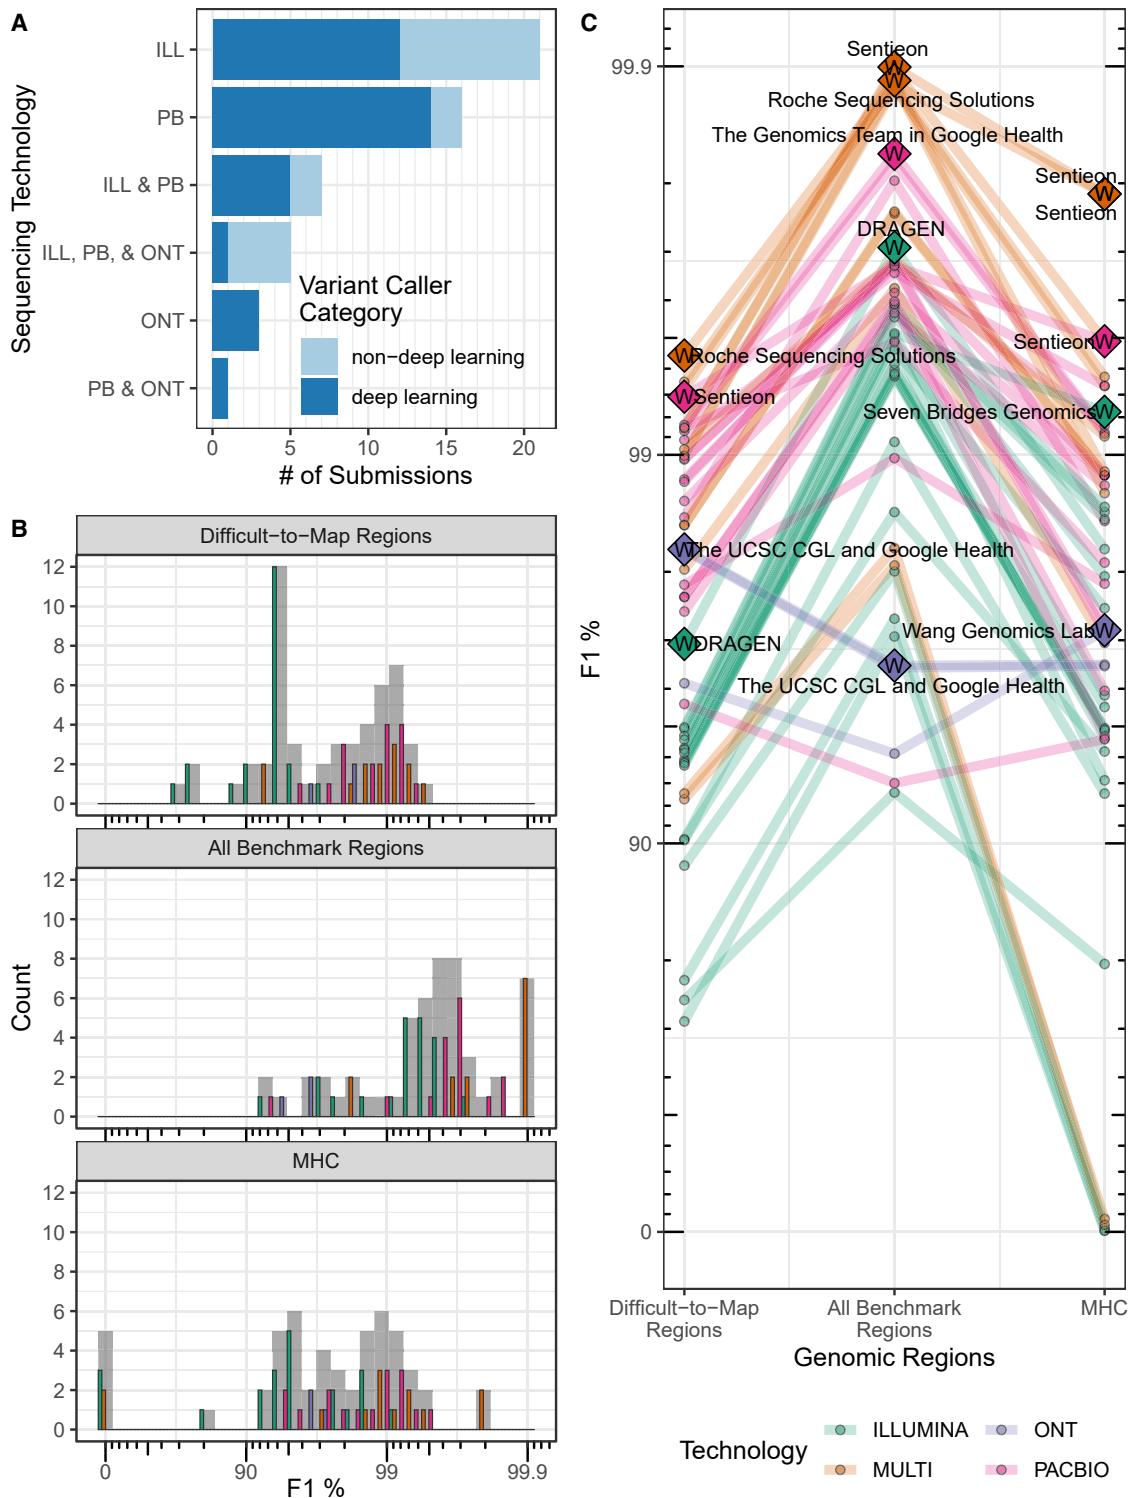 A
Sequencing Technology
ILL
PB
ILL & PB
ILL, PB, & ONT
ONT
PB & ONT
Variant Caller
Category
non−deep learning
deep learning
0 5 10 15 20
# of Submissions
B
Count
Difficult−to−Map Regions
12
10
8
6
4
2
0
All Benchmark Regions
12
10
8
6
4
2
0
MHC
12
10
8
6
4
2
0
0 90 99 99.9
F1 %
C
F1 %
99.9
99
90
0
Sentieon
W
W
Roche Sequencing Solutions
The Genomics Team in Google Health
W
Sentieon
W
Sentieon
DRAGEN
W
Sentieon W
W Roche Sequencing Solutions
W Sentieon
Seven Bridges Genomics W
W The UCSC CGL and Google Health
Wang Genomics Lab W
W DRAGEN
W
The UCSC CGL and Google Health
Difficult−to−Map
Regions
All Benchmark
Regions
MHC
Genomic Regions
Technology
ILLUMINA
MULTI
ONT
PACBIO